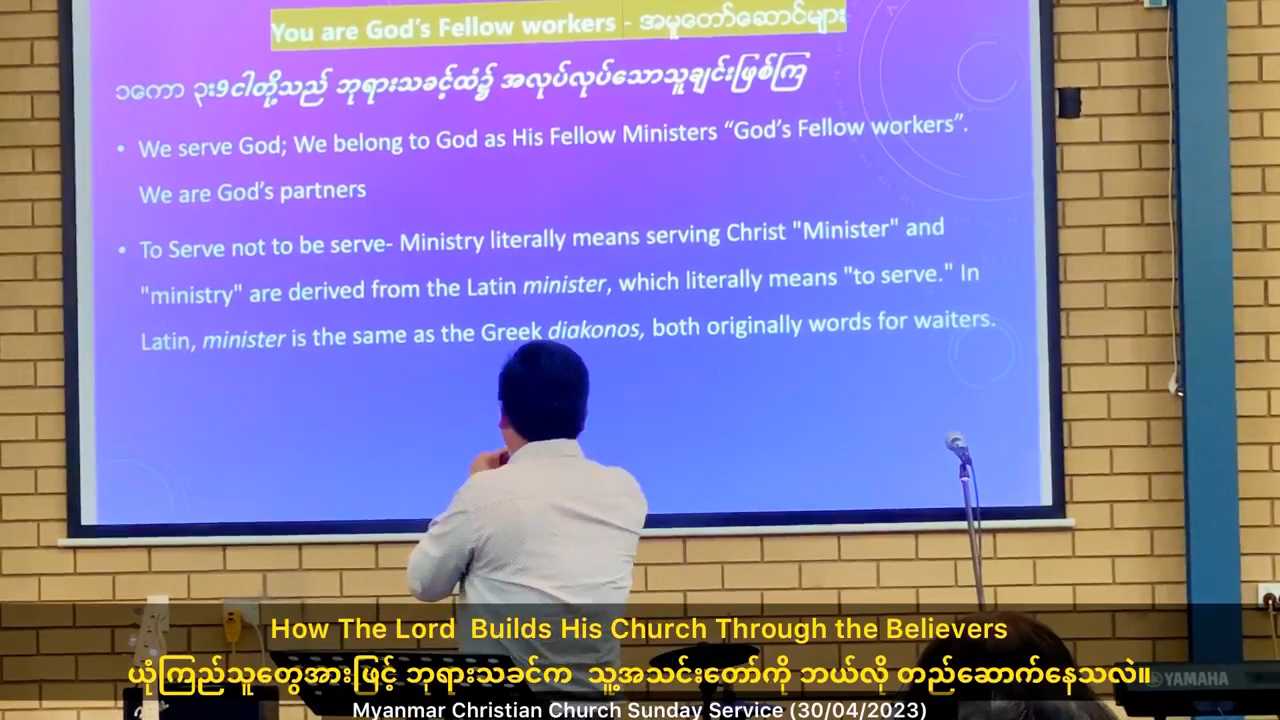 You are God's Fellow workers - အမှုတော်ဆောင်များ
၁ကော ၃း9 ငါတို့သည် ဘုရားသခင့်ထံ၌ အလုပ်လုပ်သောသူချင်းဖြစ်ကြ
• We serve God; We belong to God as His Fellow Ministers “God's Fellow workers”.
We are God's partners
• To Serve not to be serve- Ministry literally means serving Christ "Minister" and
"ministry" are derived from the Latin minister, which literally means "to serve." In
Latin, minister is the same as the Greek diakonos, both originally words for waiters.
How The Lord Builds His Church Through the Believers
ယုံကြည်သူတွေအားဖြင့် ဘုရားသခင်က သူ့အသင်းတော်ကို ဘယ်လို တည်ဆောက်နေသလဲ။
YAMAHA
Myanmar Christian Church Sunday Service (30/04/2023)